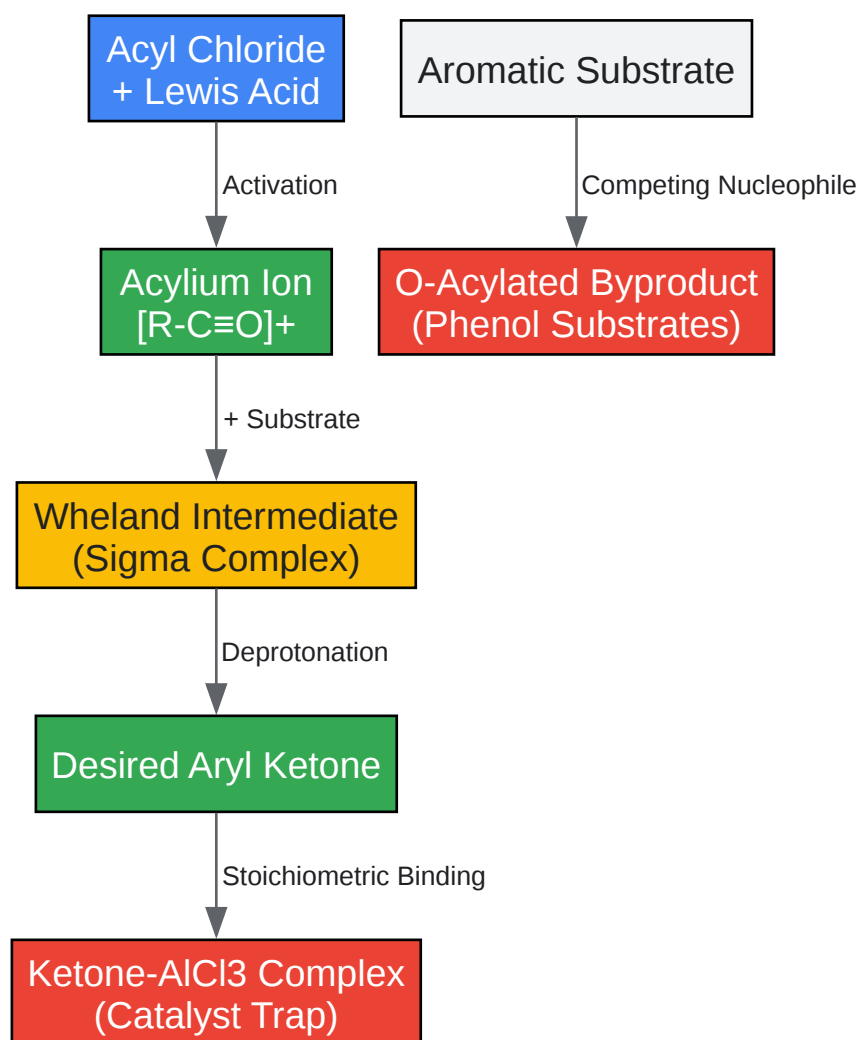 Acyl Chloride
+ Lewis Acid
Aromatic Substrate
Activation
Competing Nucleophile
Acylium Ion
[R-C≡O]+
O-Acylated Byproduct
(Phenol Substrates)
+ Substrate
Wheland Intermediate
(Sigma Complex)
Deprotonation
Desired Aryl Ketone
Stoichiometric Binding
Ketone-AlCl3 Complex
(Catalyst Trap)